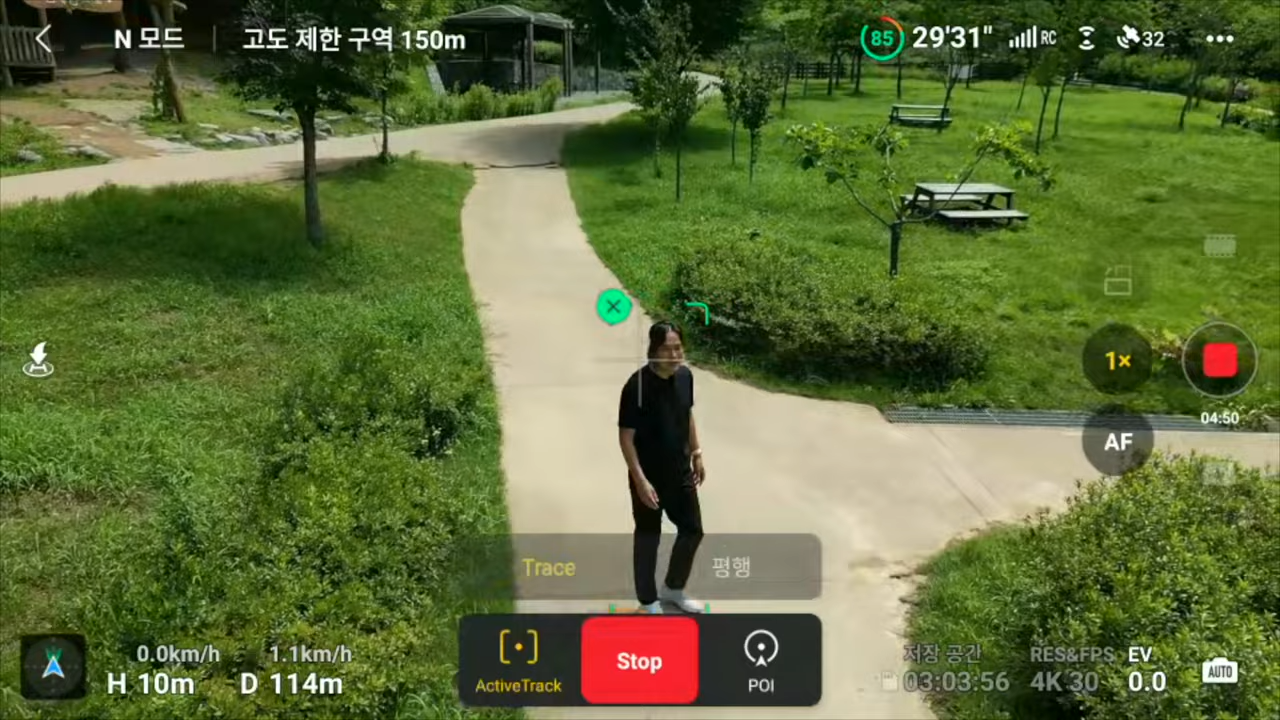 N 모드
고도 제한 구역 150m
85
29'31"
RC
32
1×
04:50
AF
Trace
평행
0.0km/h
1.1km/h
H 10m
D 114m
ActiveTrack
Stop
POI
저장 공간
03:03:56
RES&FPS
4K 30
EV
0.0
AUTO